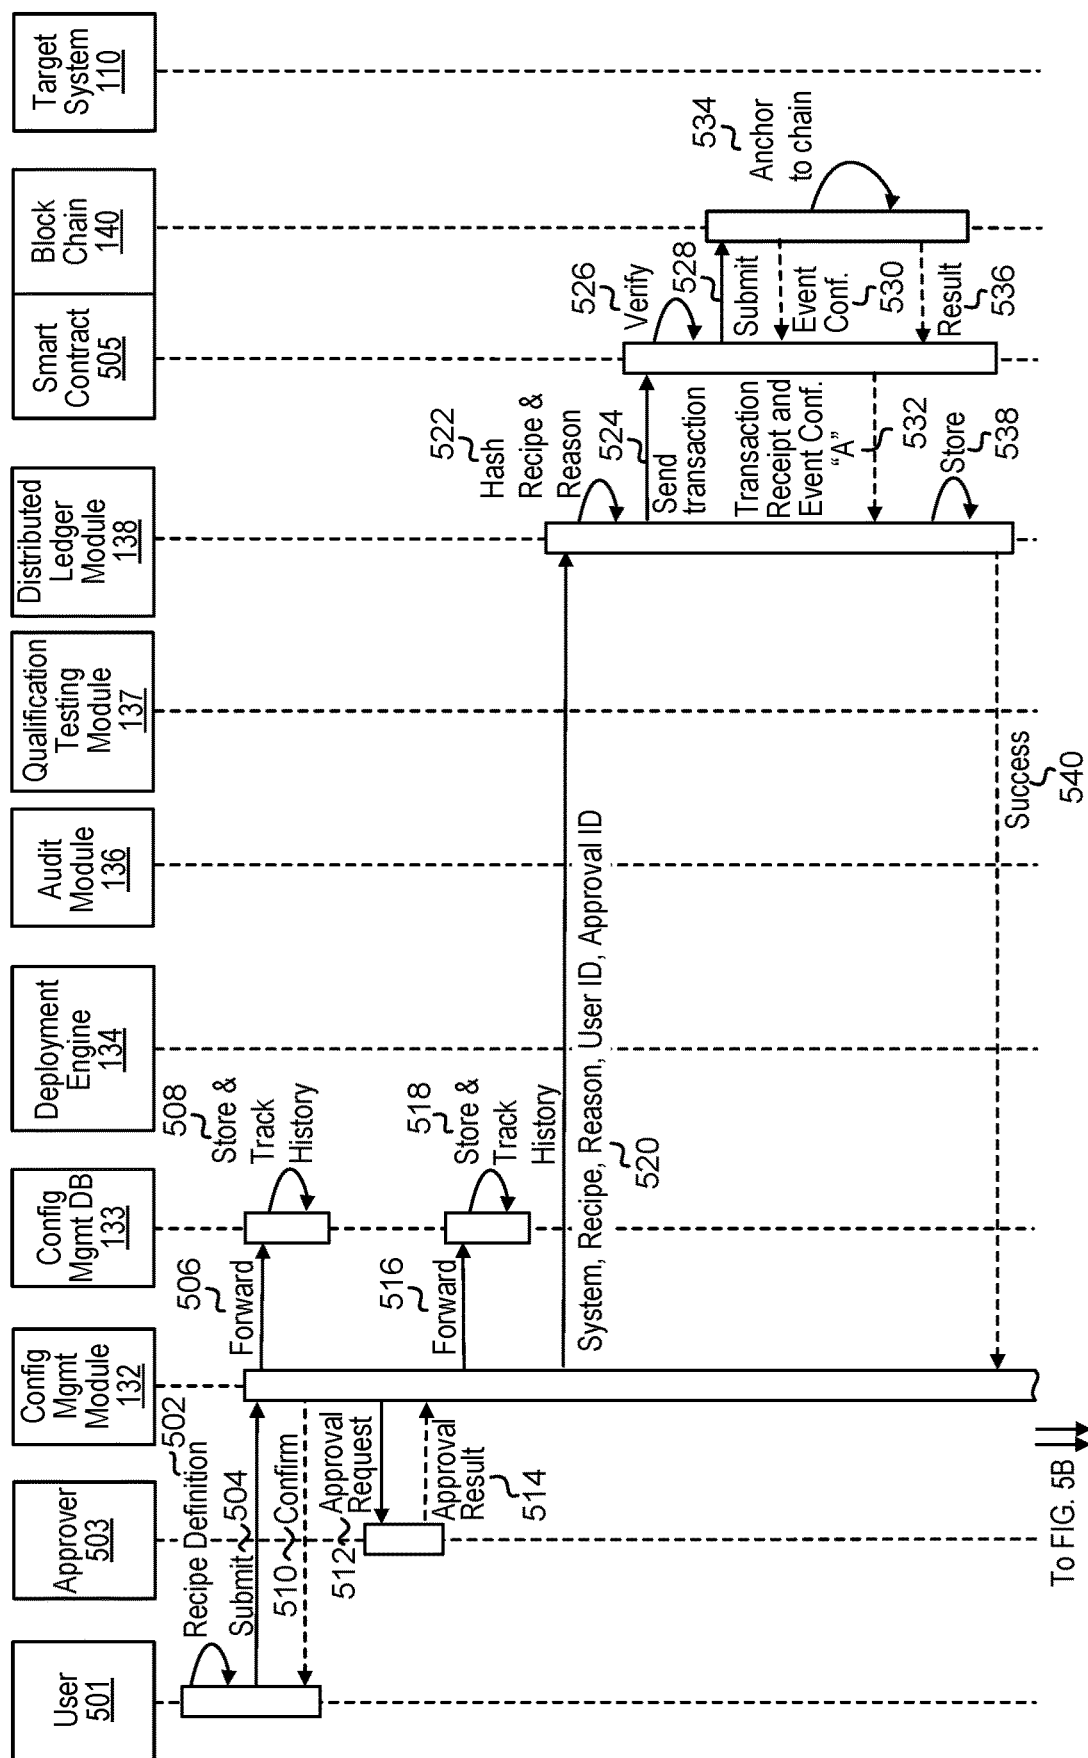 User
501
Approver
503
Config
Mgmt
Module
132
Config
Mgmt DB
133
Deployment
Engine
134
Audit
Module
136
Qualification
Testing
Module
137
Distributed
Ledger
Module
138
Smart
Contract
505
Block
Chain
140
Target
System
110
502
Recipe Definition
Submit 504
506
Forward
508
Store &
Track
History
510 Confirm
512 Approval
Request
Approval
Result
514
516
Forward
518
Store &
Track
History
System, Recipe, Reason, User ID, Approval ID
520
522
Hash
Recipe &
Reason
524
Send
transaction
526
Verify
528
Submit
Event
Conf.
530
Transaction
Receipt and
Event Conf.
“A”
532
534
Anchor
to chain
Result
536
Store
538
Success
540
To FIG. 5B